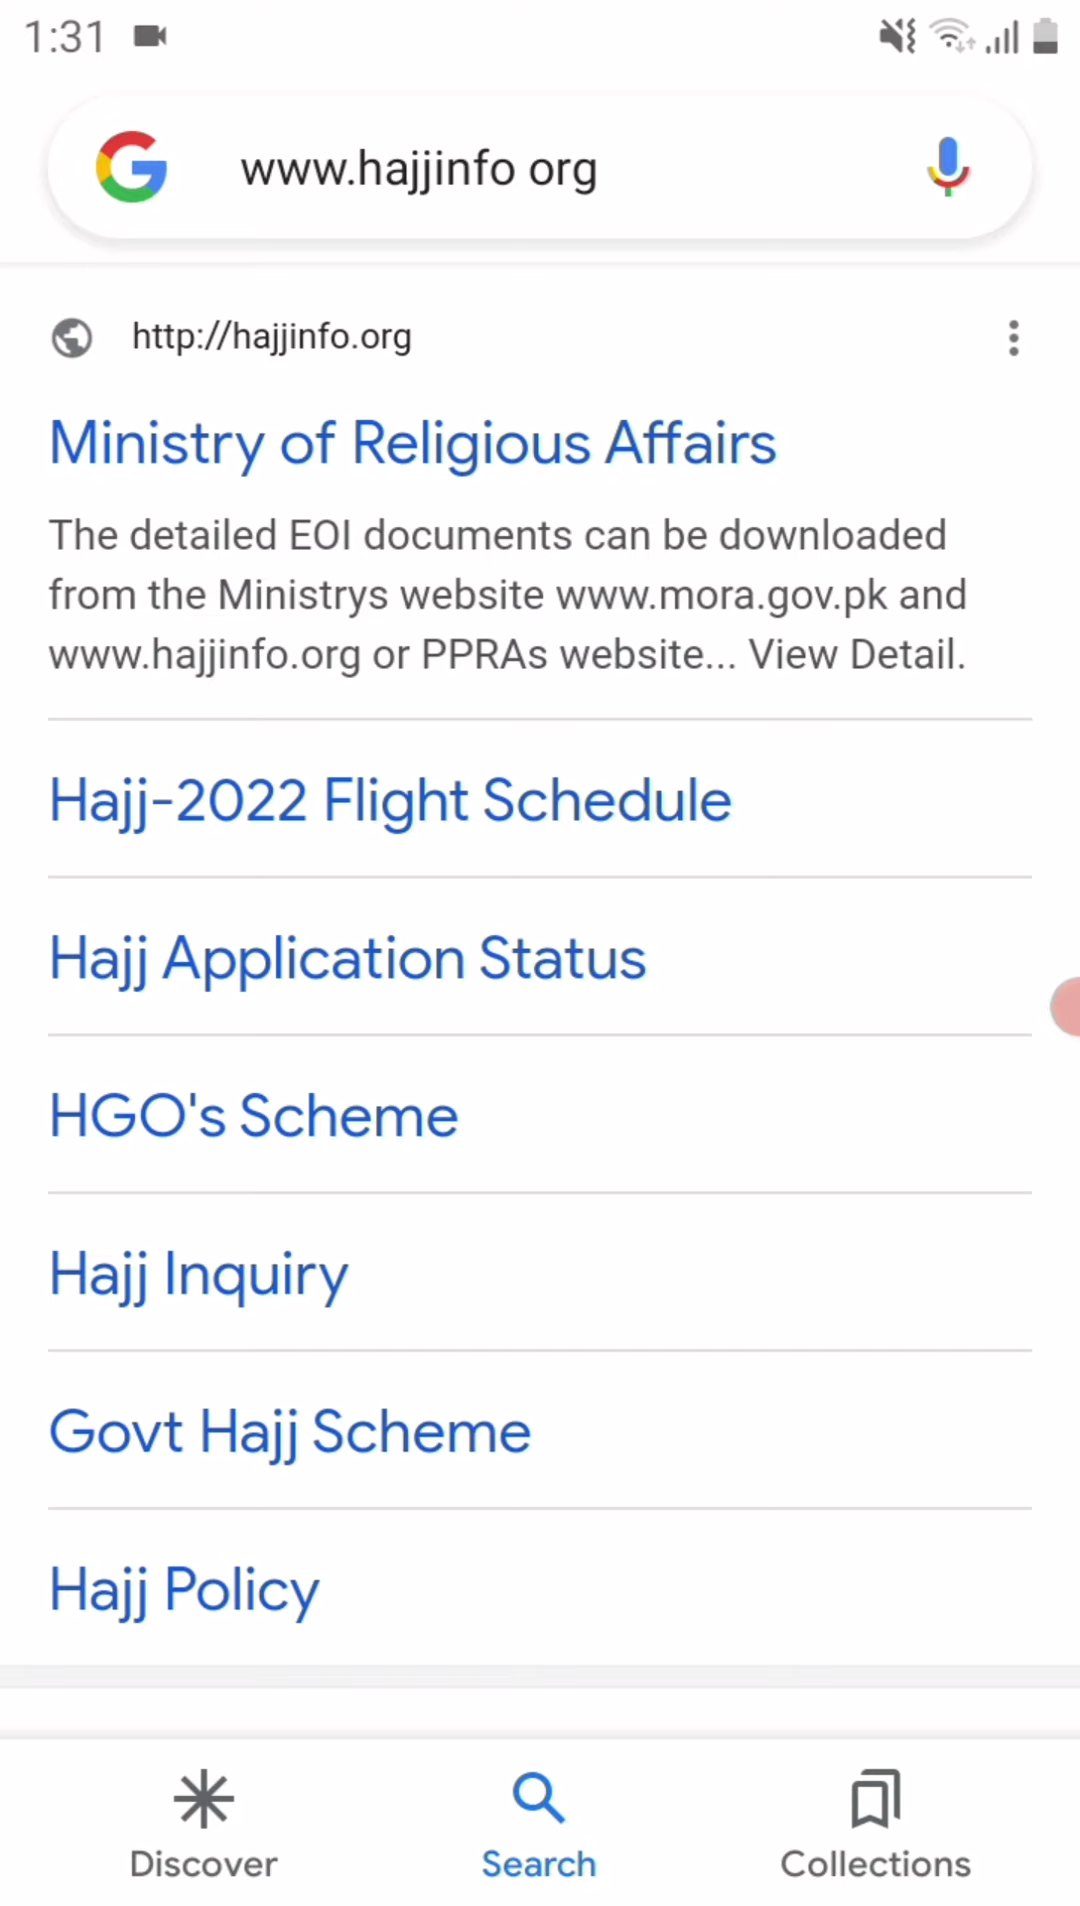 1:31
www.hajjinfo org
http://hajjinfo.org
Ministry of Religious Affairs
The detailed EOI documents can be downloaded
from the Ministrys website www.mora.gov.pk and
www.hajjinfo.org or PPRAs website... View Detail.
Hajj-2022 Flight Schedule
Hajj Application Status
HGO's Scheme
Hajj Inquiry
Govt Hajj Scheme
Hajj Policy
Discover Search Collections